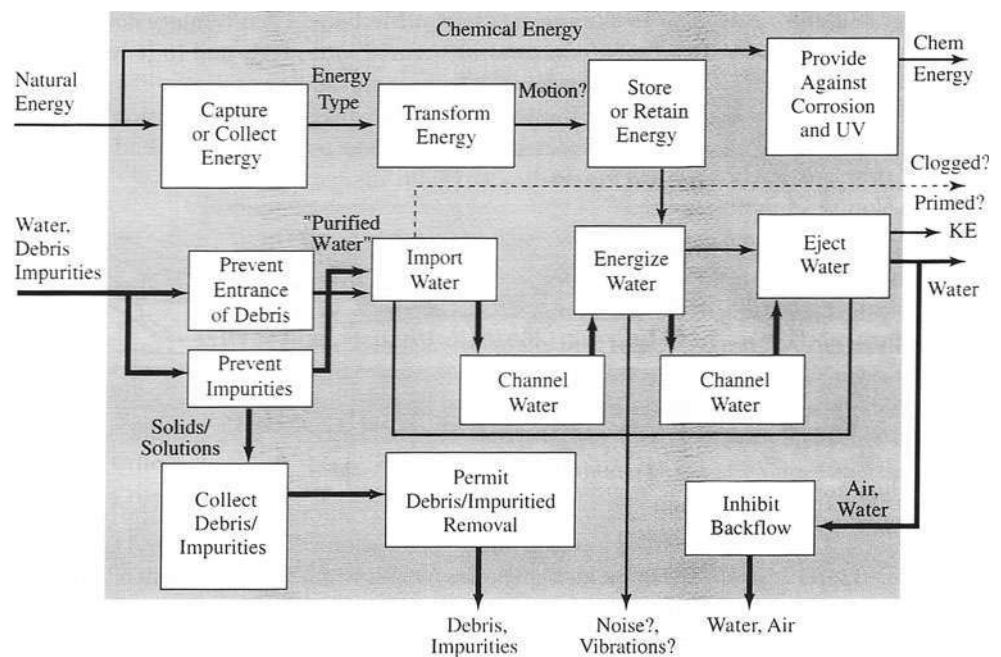 Chemical Energy
Natural
Energy
Capture
or Collect
Energy
Energy
Type
Transform
Energy
Motion?
Store
or Retain
Energy
Provide
Against
Corrosion
and UV
Chem
Energy
Clogged?
Primed?
KE
Water
Water,
Debris
Impurities
Prevent
Entrance
of Debris
Prevent
Impurities
"Purified
Water"
Import
Water
Channel
Water
Energize
Water
Channel
Water
Eject
Water
Solids/
Solutions
Collect
Debris/
Impurities
Permit
Debris/Impuritied
Removal
Inhibit
Backflow
Air,
Water
Debris,
Impurities
Noise?,
Vibrations?
Water, Air